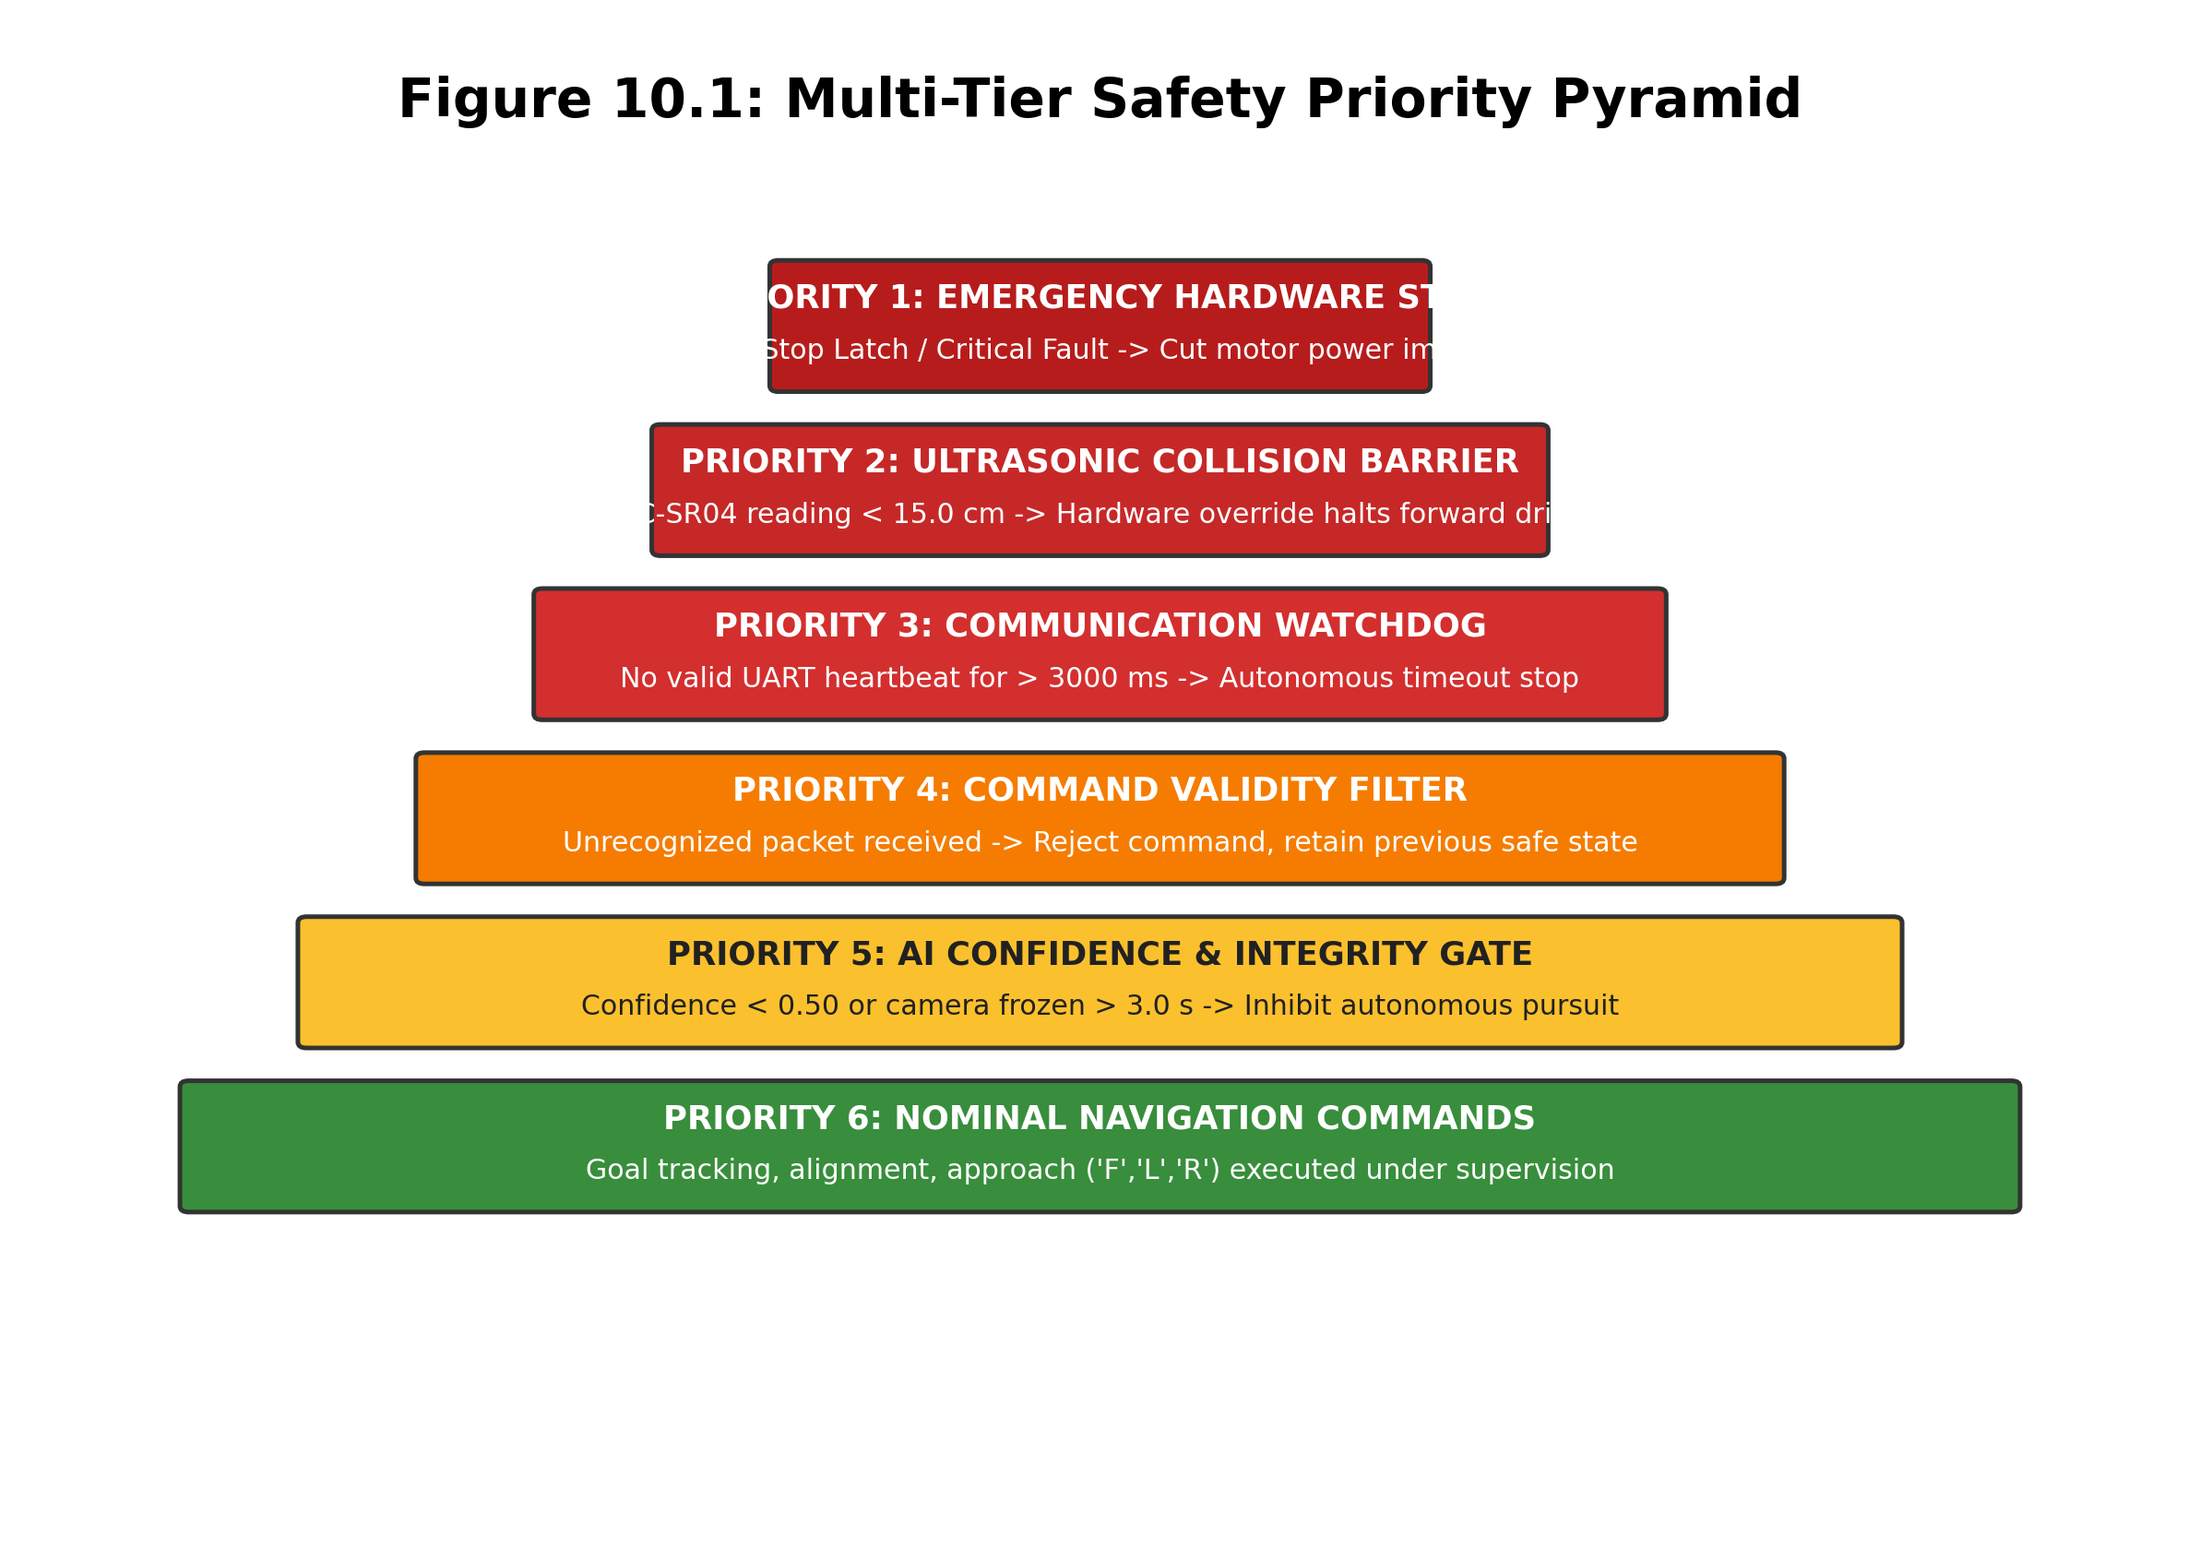 Figure 10.1: Multi-Tier Safety Priority Pyramid
ORITY 1: EMERGENCY HARDWARE ST
Stop Latch / Critical Fault -> Cut motor power im
PRIORITY 2: ULTRASONIC COLLISION BARRIER
C-SR04 reading < 15.0 cm -> Hardware override halts forward dri
PRIORITY 3: COMMUNICATION WATCHDOG
No valid UART heartbeat for > 3000 ms -> Autonomous timeout stop
PRIORITY 4: COMMAND VALIDITY FILTER
Unrecognized packet received -> Reject command, retain previous safe state
PRIORITY 5: AI CONFIDENCE & INTEGRITY GATE
Confidence < 0.50 or camera frozen > 3.0 s -> Inhibit autonomous pursuit
PRIORITY 6: NOMINAL NAVIGATION COMMANDS
Goal tracking, alignment, approach ('F','L','R') executed under supervision